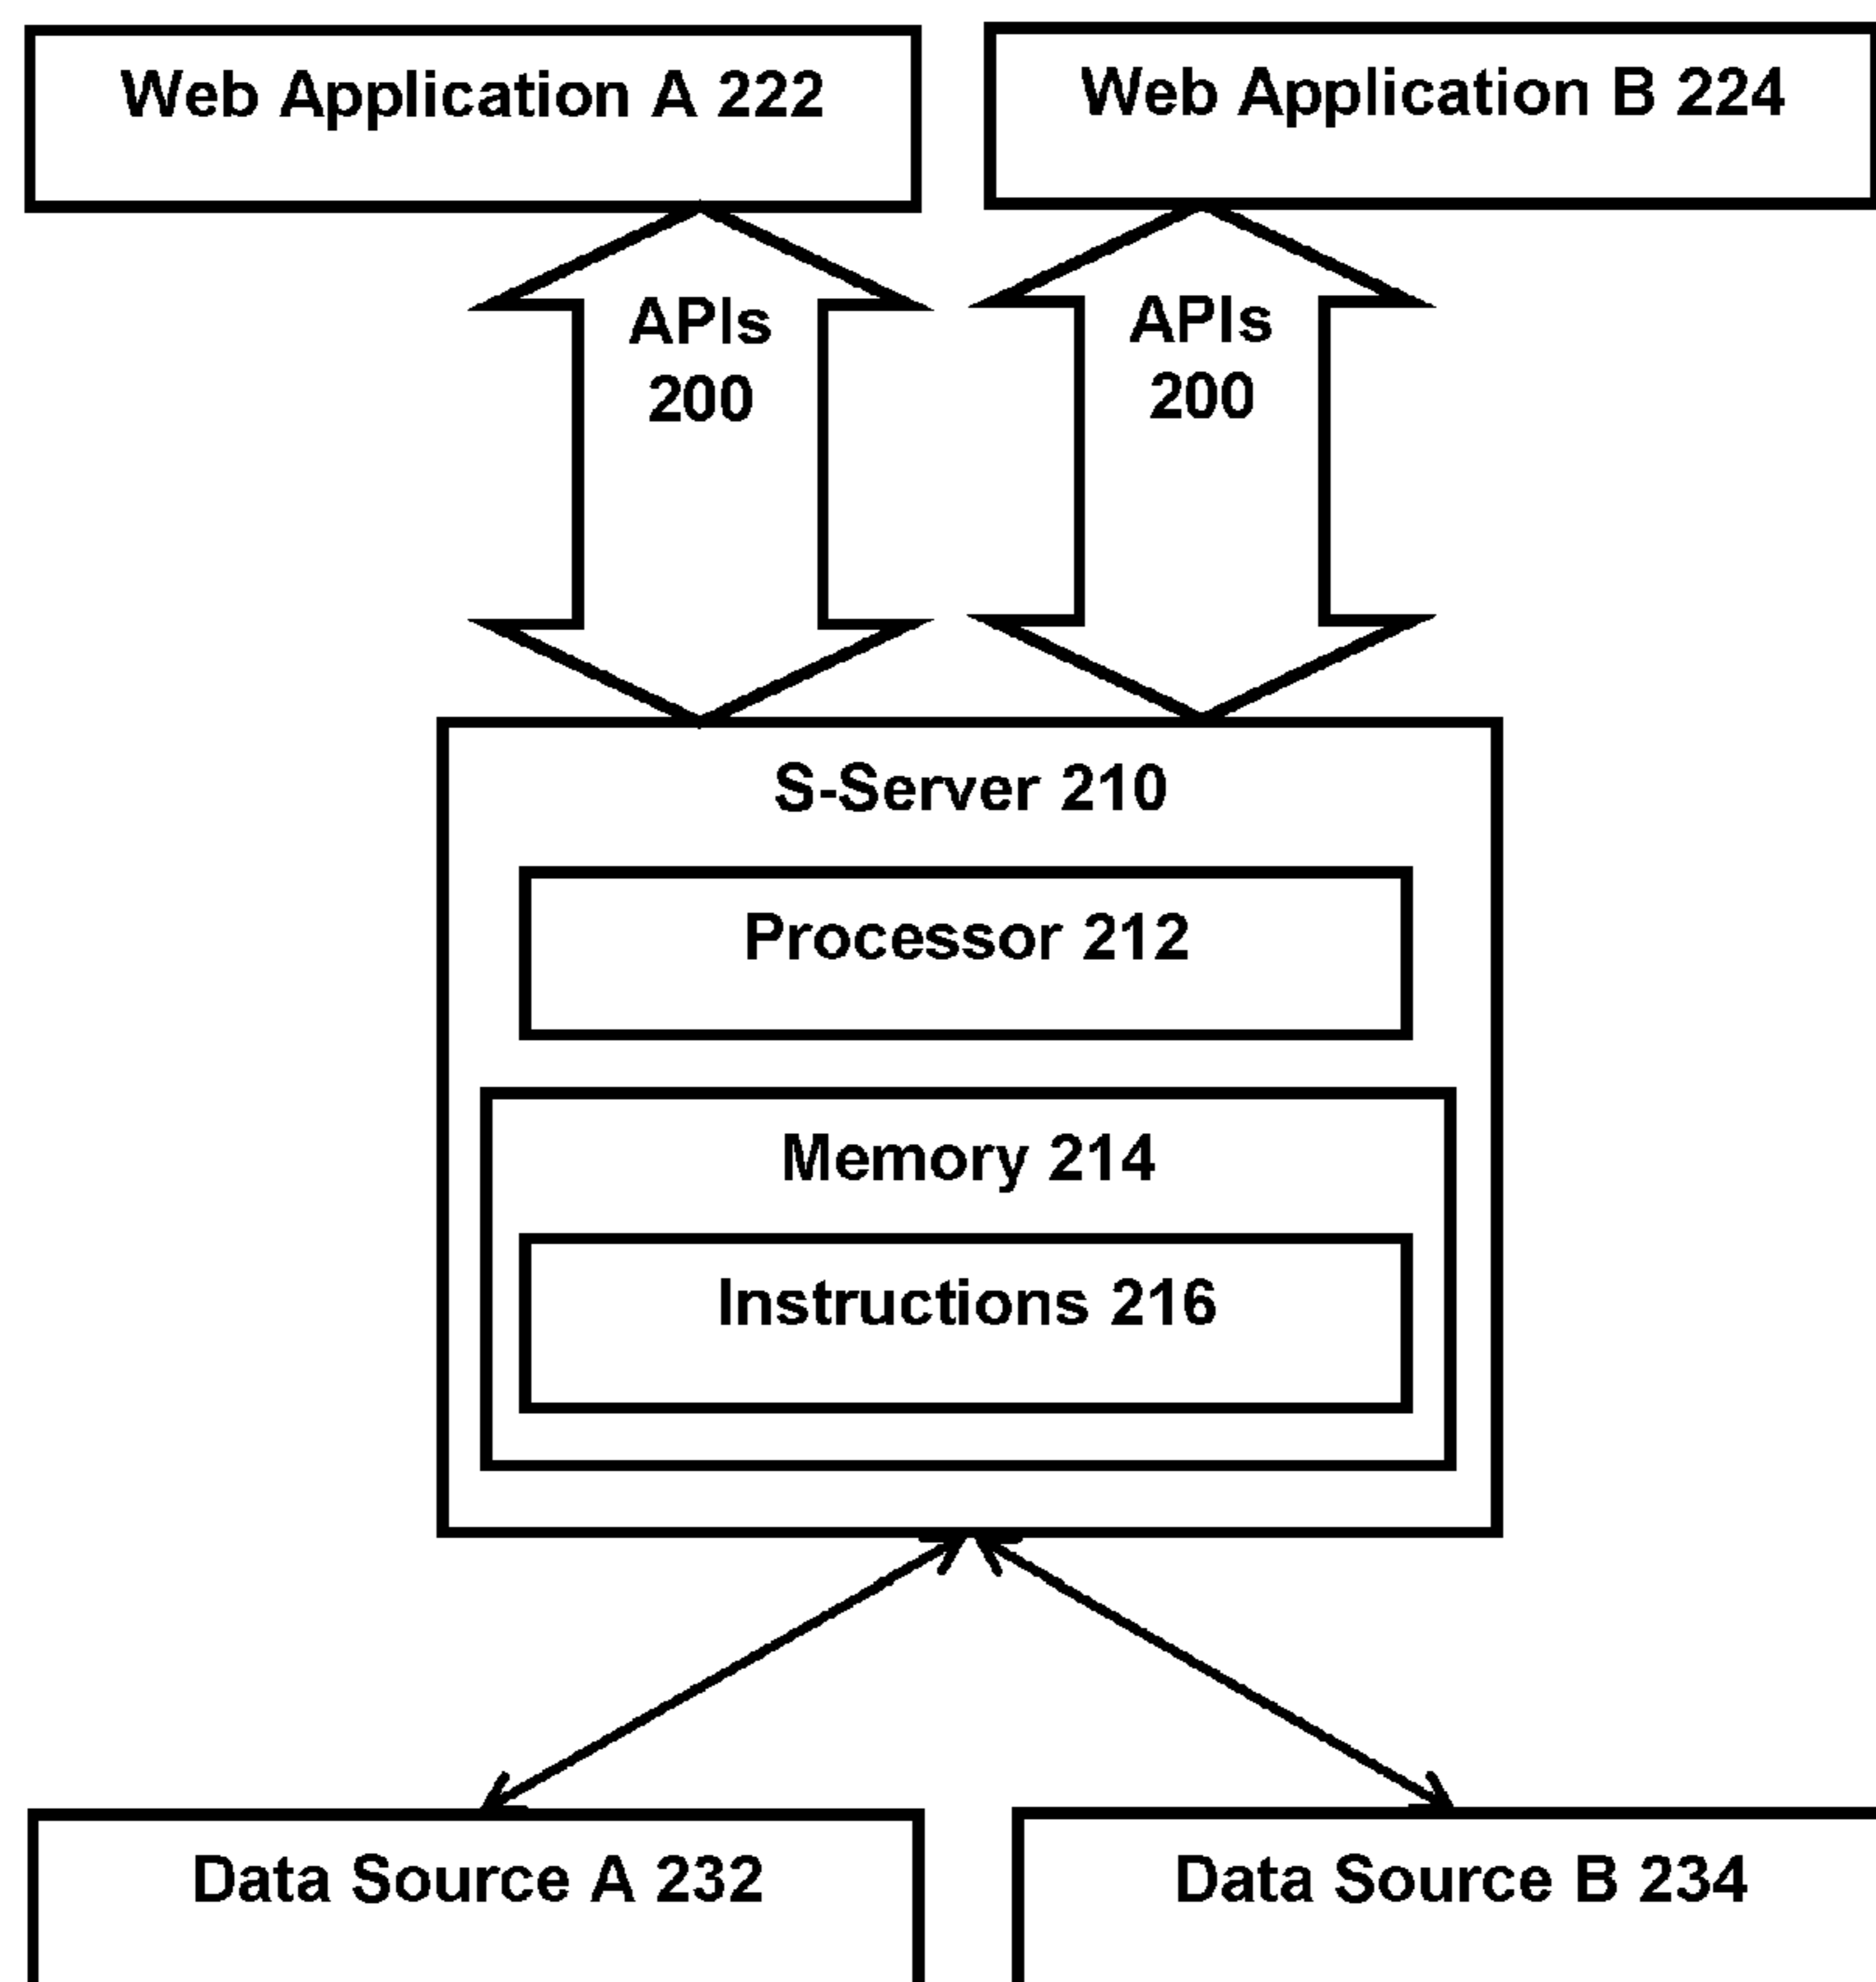 Web Application A 222
Web Application B 224
APIs
200
APIs
200
S-Server 210
Processor 212
Memory 214
Instructions 216
Data Source A 232
Data Source B 234